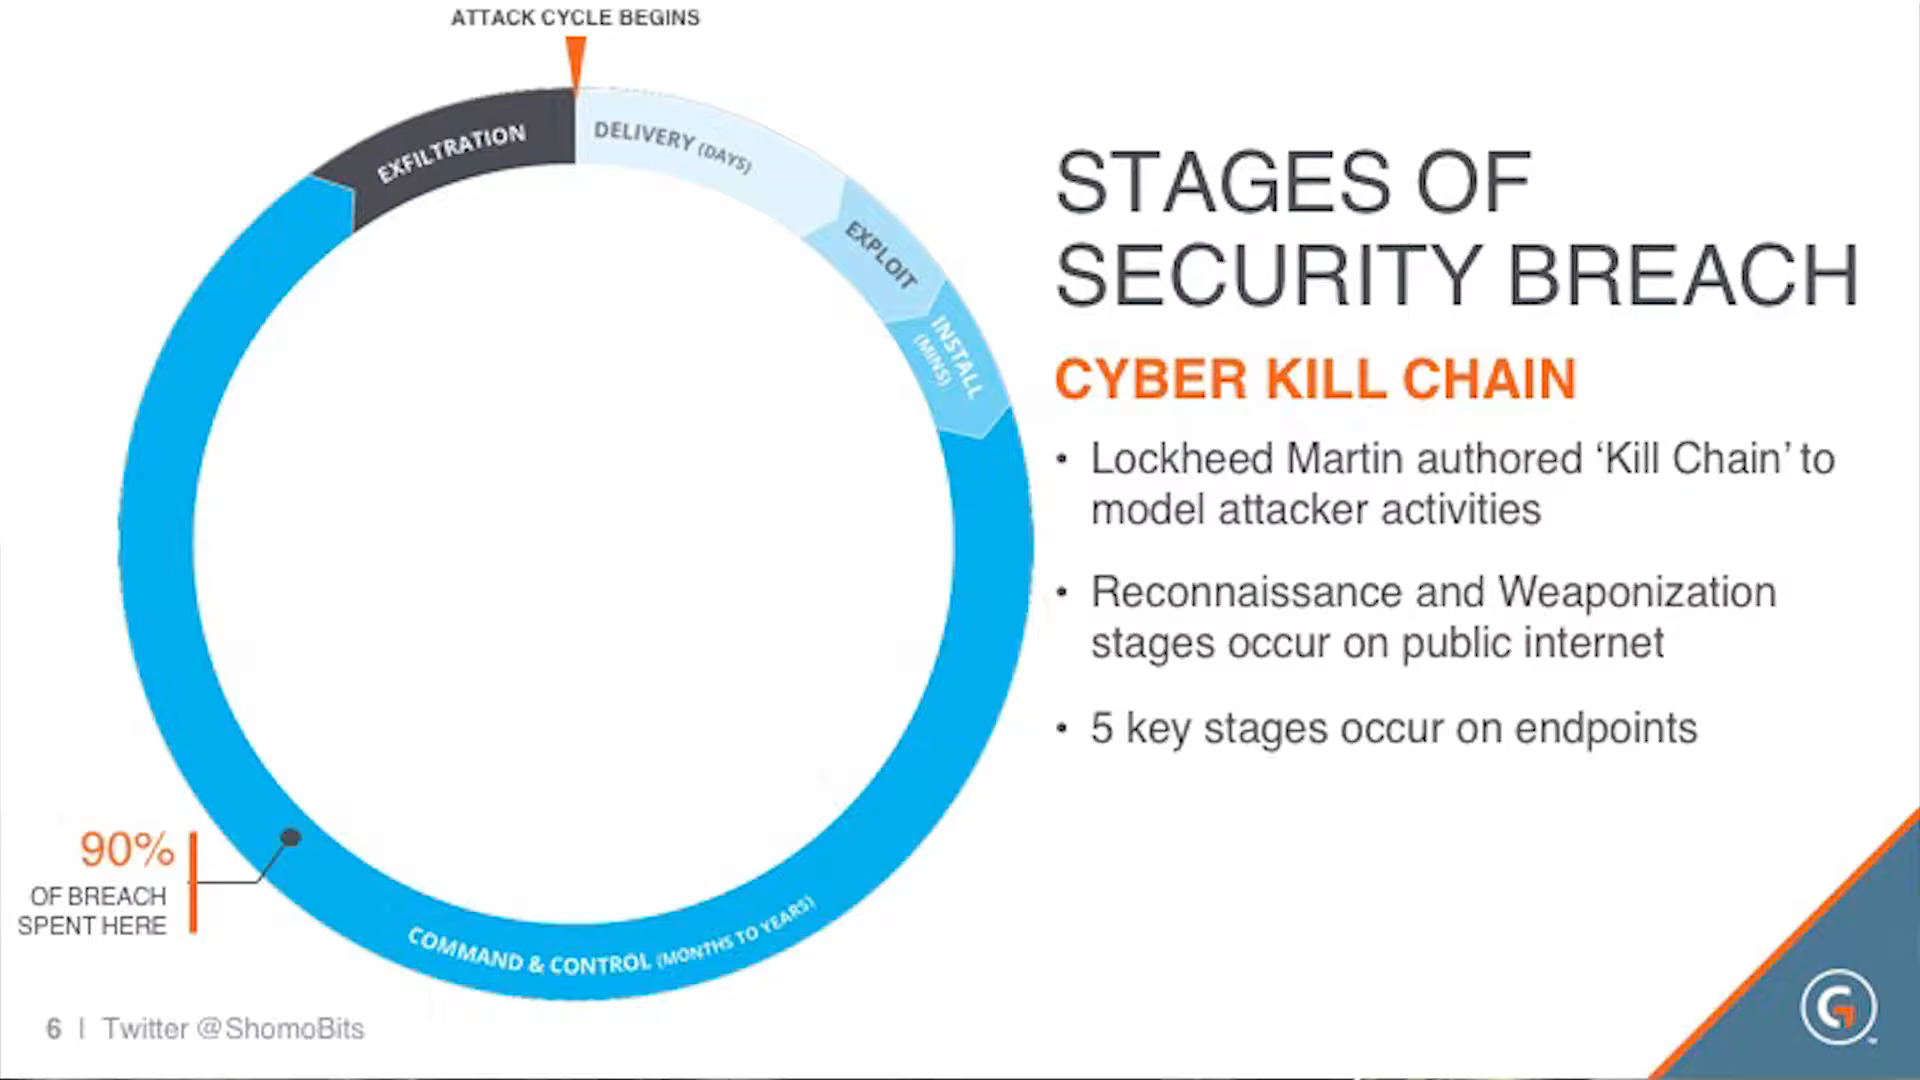 ATTACK CYCLE BEGINS
EXFILTRATION
DELIVERY (DAYS)
EXPLOIT
INSTALL
(MINS)
COMMAND & CONTROL (MONTHS TO YEARS)
90%
OF BREACH
SPENT HERE
STAGES OF
SECURITY BREACH
CYBER KILL CHAIN
• Lockheed Martin authored ‘Kill Chain’ to
model attacker activities
• Reconnaissance and Weaponization
stages occur on public internet
• 5 key stages occur on endpoints
6 | Twitter @ShomoBits
G